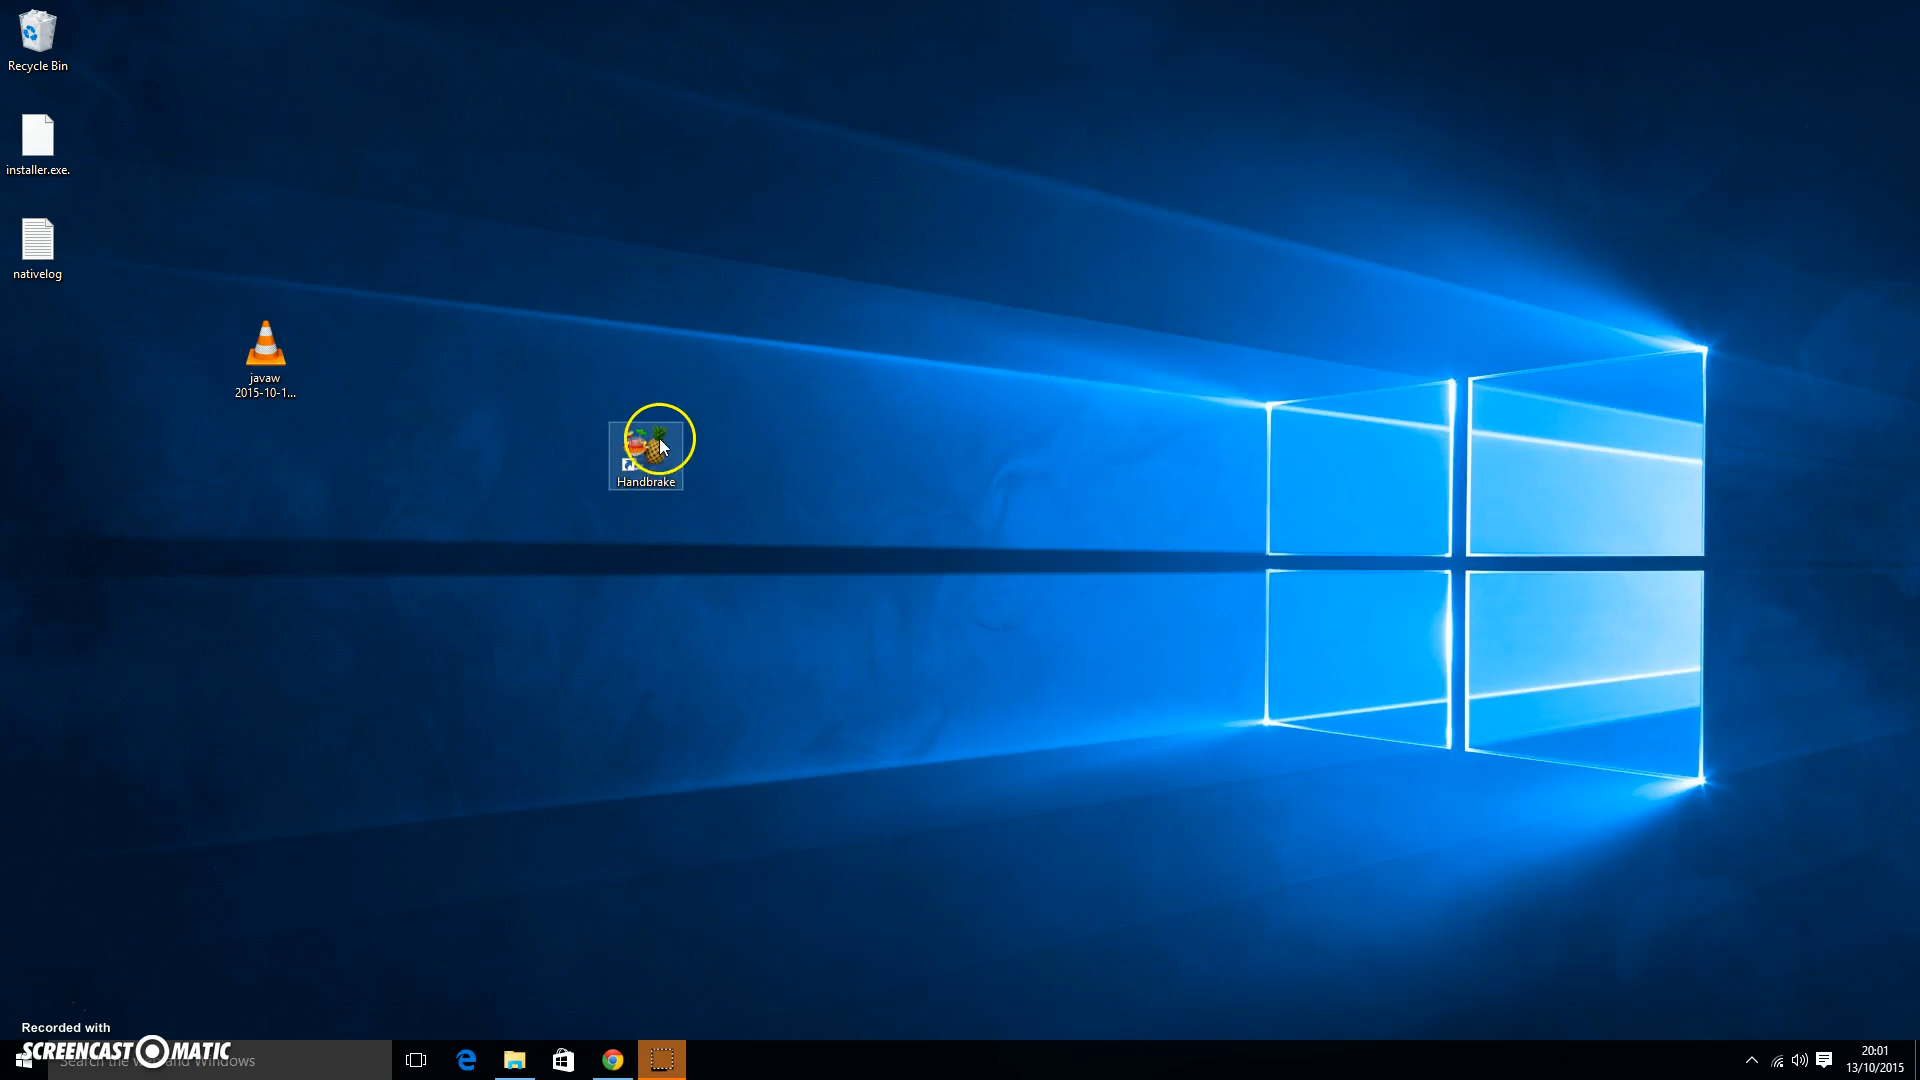 Recycle Bin
installer.exe.
nativelog
javaw
2015-10-1...
Handbrake
Recorded with
SCREENCAST MATIC
Search the web and Windows
20:01
13/10/2015